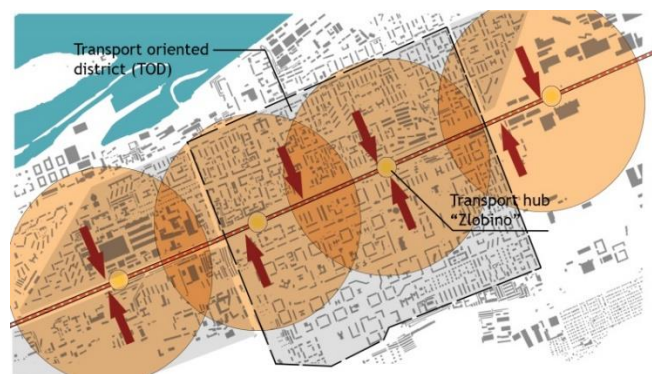 Transport oriented
district (TOD)
Transport hub
"Zlobino"